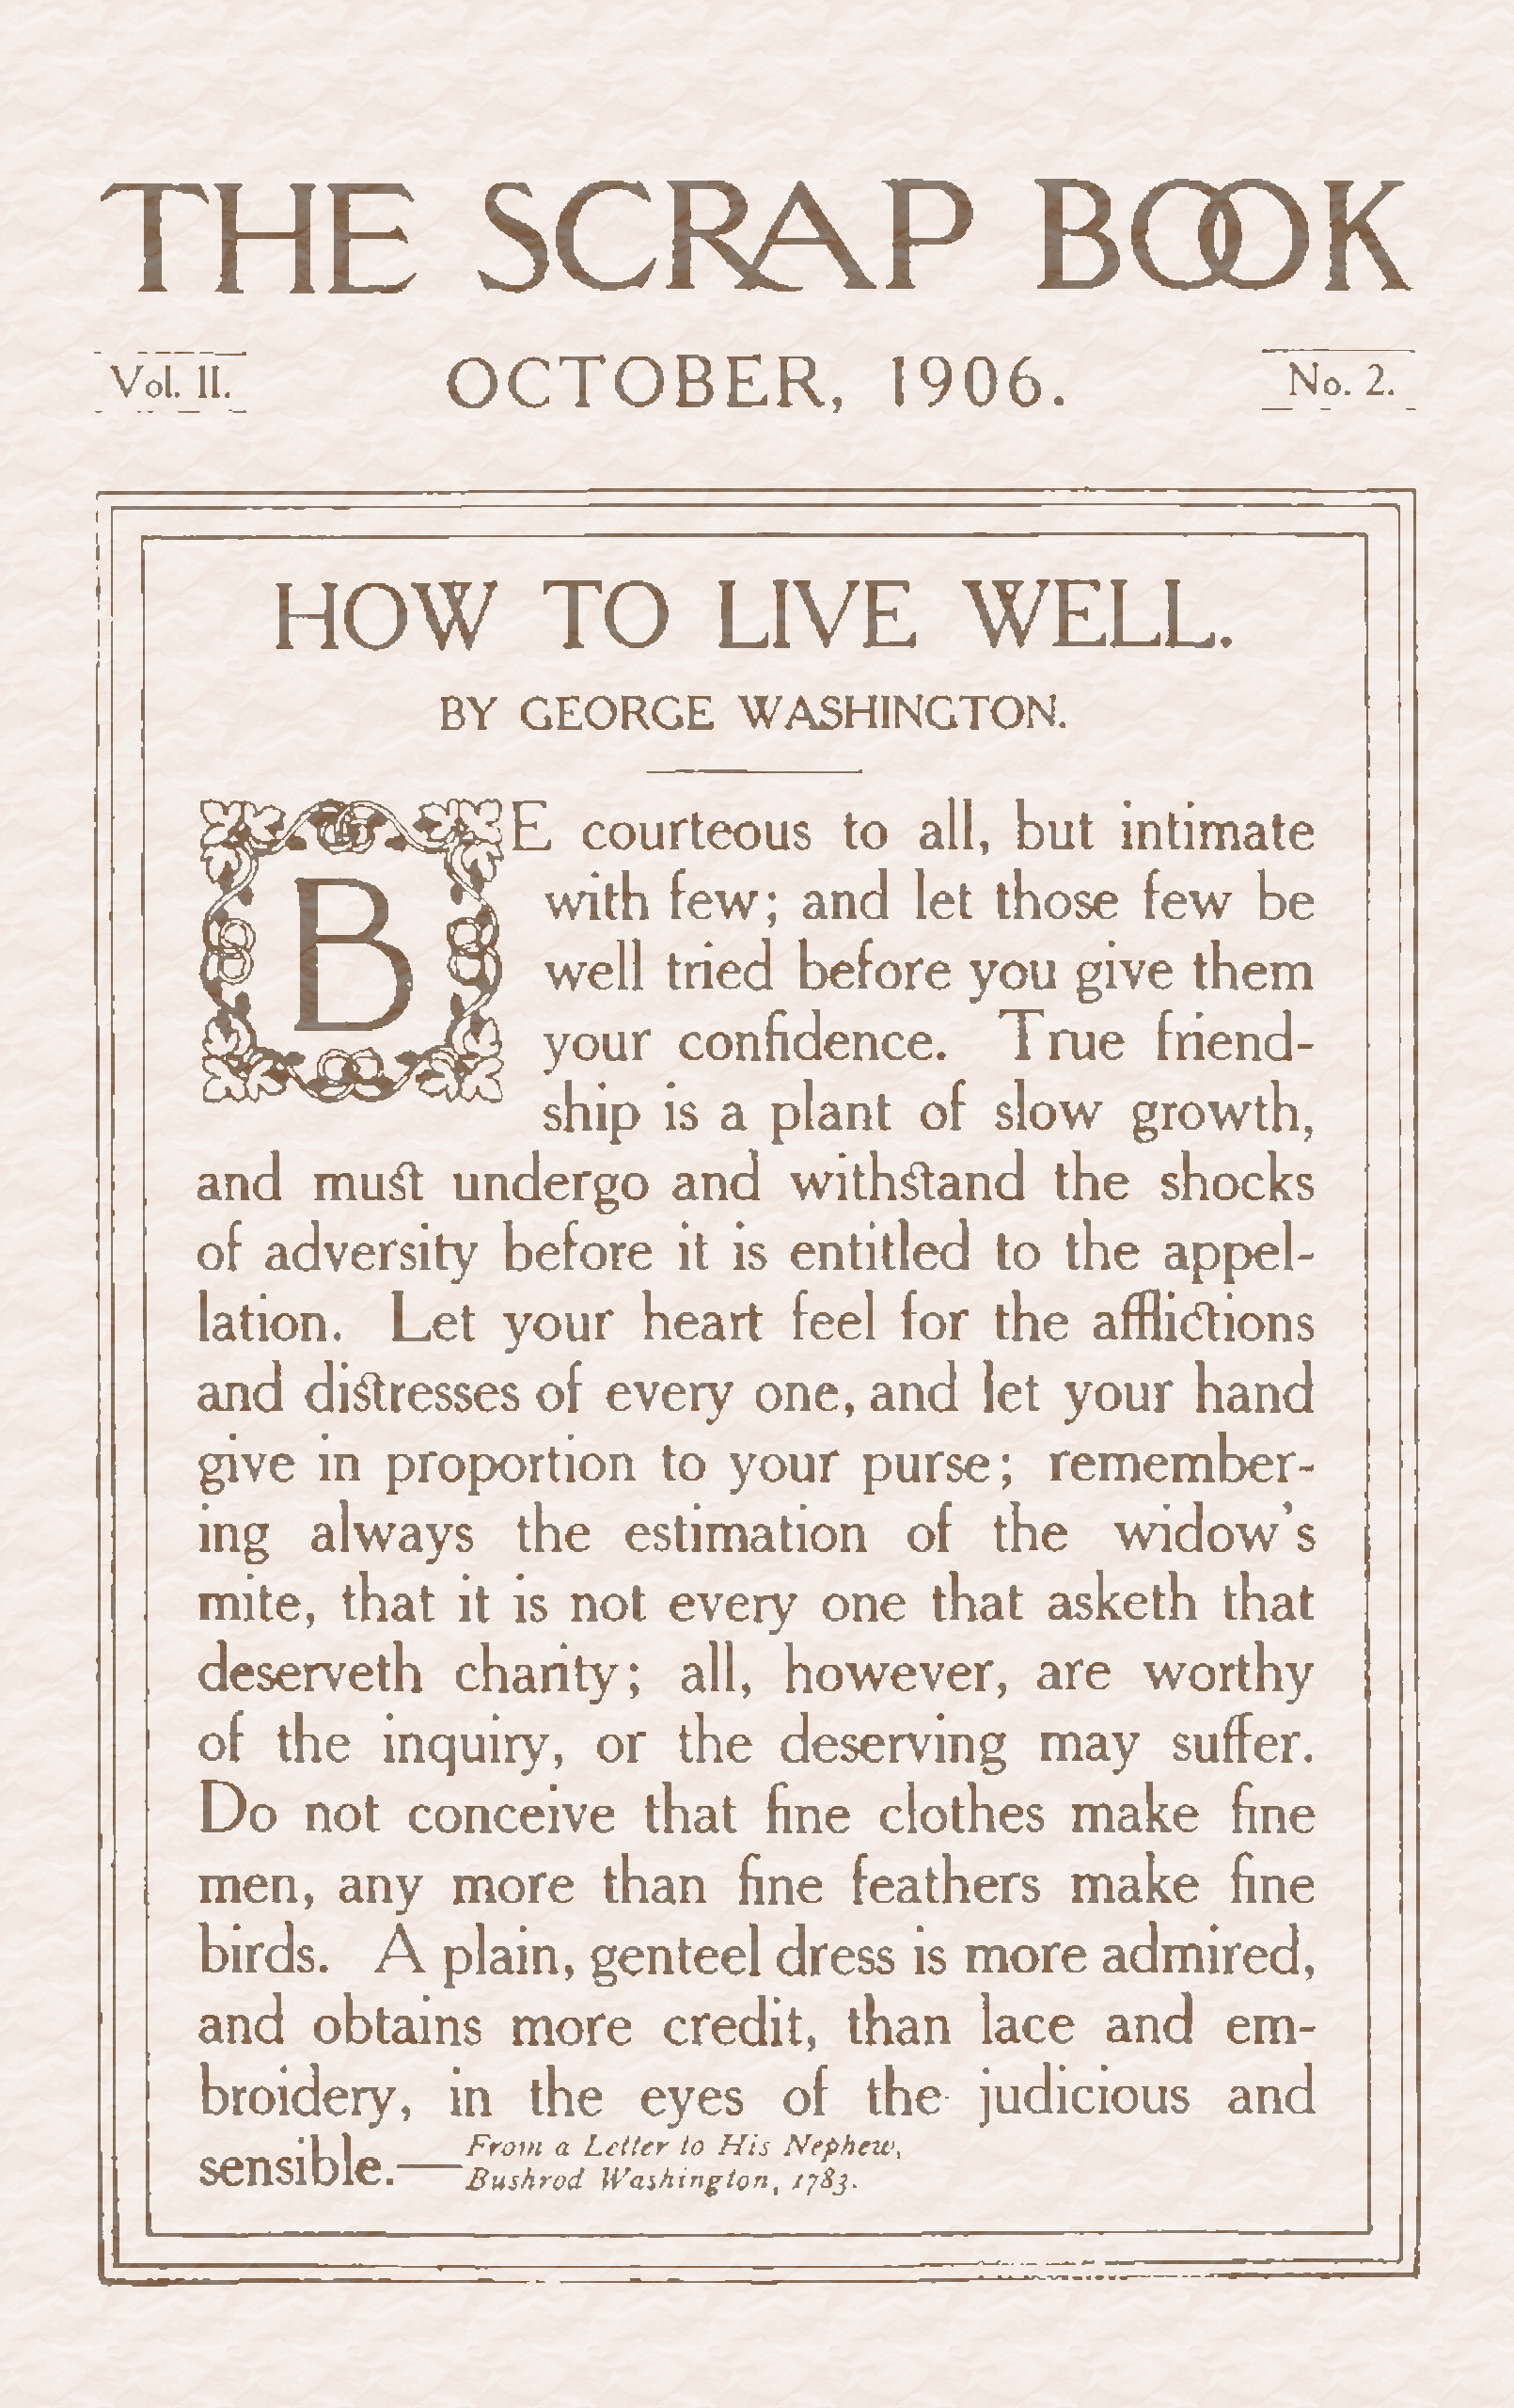 THE SCRAP BOOK
Vol. II. OCTOBER, 1906. No. 2.
HOW TO LIVE WELL.
BY GEORGE WASHINGTON.
BE courteous to all, but intimate
with few; and let those few be
well tried before you give them
your confidence. True friend-
ship is a plant of slow growth,
and must undergo and withstand the shocks
of adversity before it is entitled to the appel-
lation. Let your heart feel for the afflictions
and distresses of every one, and let your hand
give in proportion to your purse; remember-
ing always the estimation of the widow's
mite, that it is not every one that asketh that
deserveth charity; all, however, are worthy
of the inquiry, or the deserving may suffer.
Do not conceive that fine clothes make fine
men, any more than fine feathers make fine
birds. A plain, genteel dress is more admired,
and obtains more credit, than lace and em-
broidery, in the eyes of the judicious and
sensible.—From a Letter to His Nephew,
Bushrod Washington, 1783.